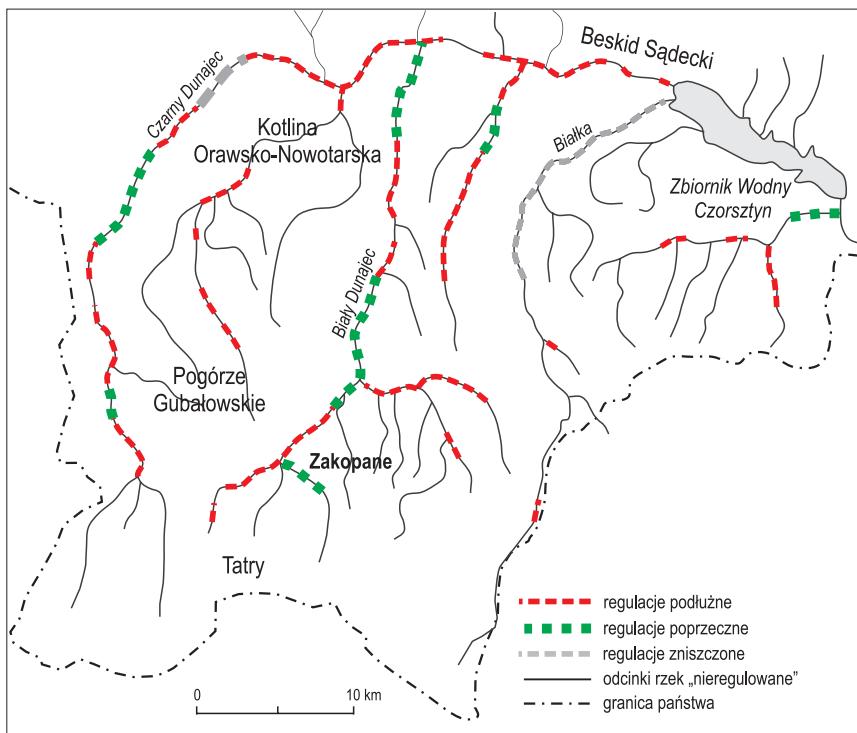 Beskid Sądecki
Czarny Dunajec
Kotlina
Orawsko-Nowotarska
Białka
Zbiornik Wodny
Czorsztyn
Biały Dunajec
Pogórze
Gubałowskie
Zakopane
Tatry
regulacje podłużne
regulacje poprzeczne
regulacje zniszczone
odcinki rzek „nieregulowane”
granica państwa
0 10 km